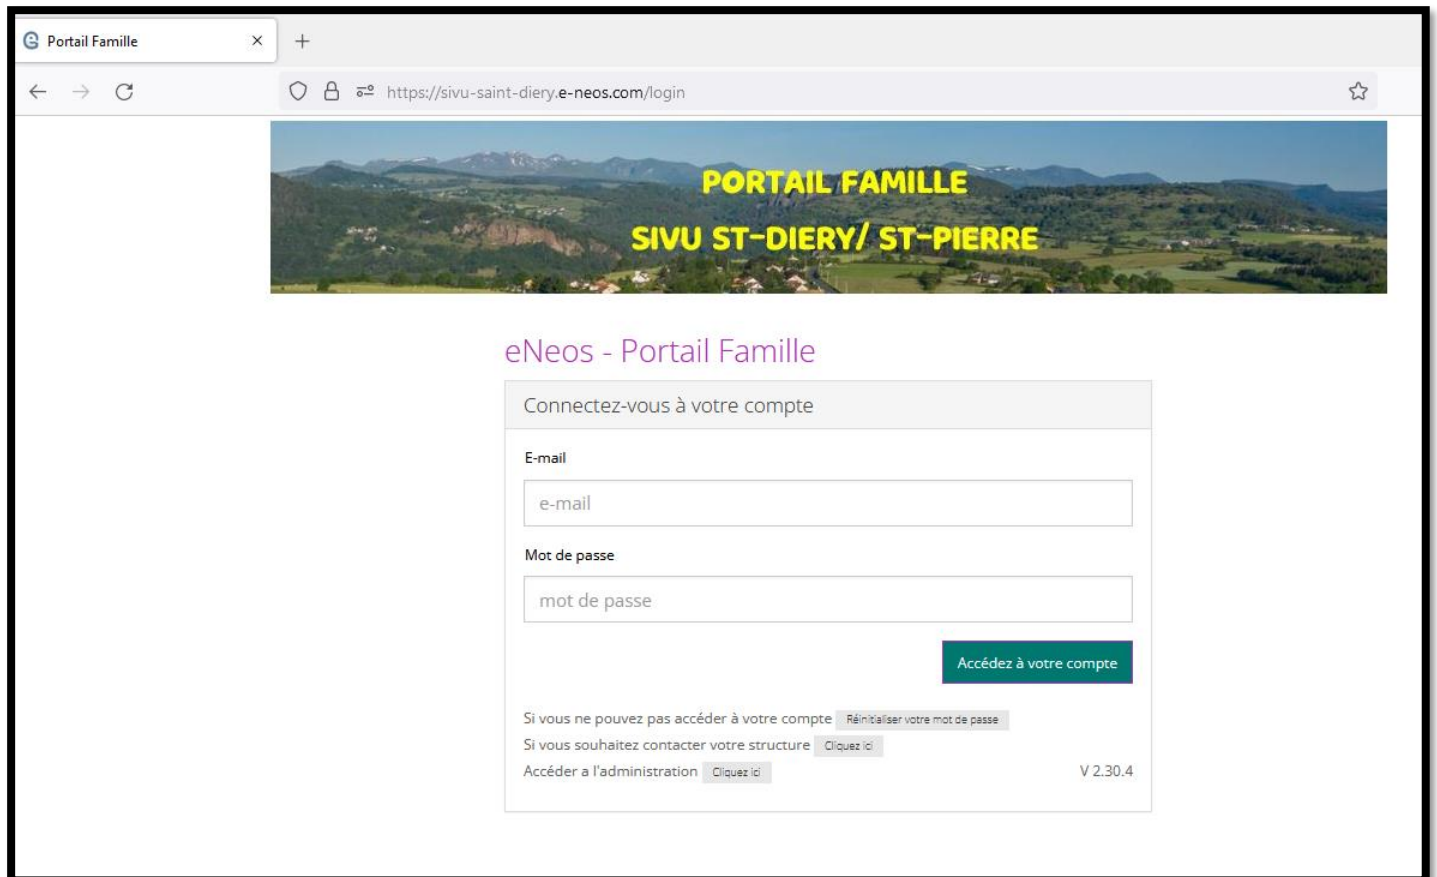 Portail Famille
https://sivu-saint-diery.e-neos.com/login
PORTAIL FAMILLE
SIVU ST-DIERY/ ST-PIERRE
eNeos - Portail Famille
Connectez-vous à votre compte
E-mail
e-mail
Mot de passe
mot de passe
Accédez à votre compte
Si vous ne pouvez pas accéder à votre compte Réinitialiser votre mot de passe
Si vous souhaitez contacter votre structure Cliquez ici
Accéder a l'administration Cliquez ici V 2.30.4